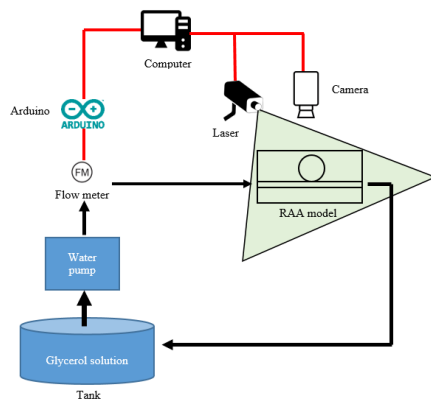 Computer
Camera
Arduino
ARDUINO
Laser
FM
Flow meter
RAA model
Water
pump
Glycerol solution
Tank